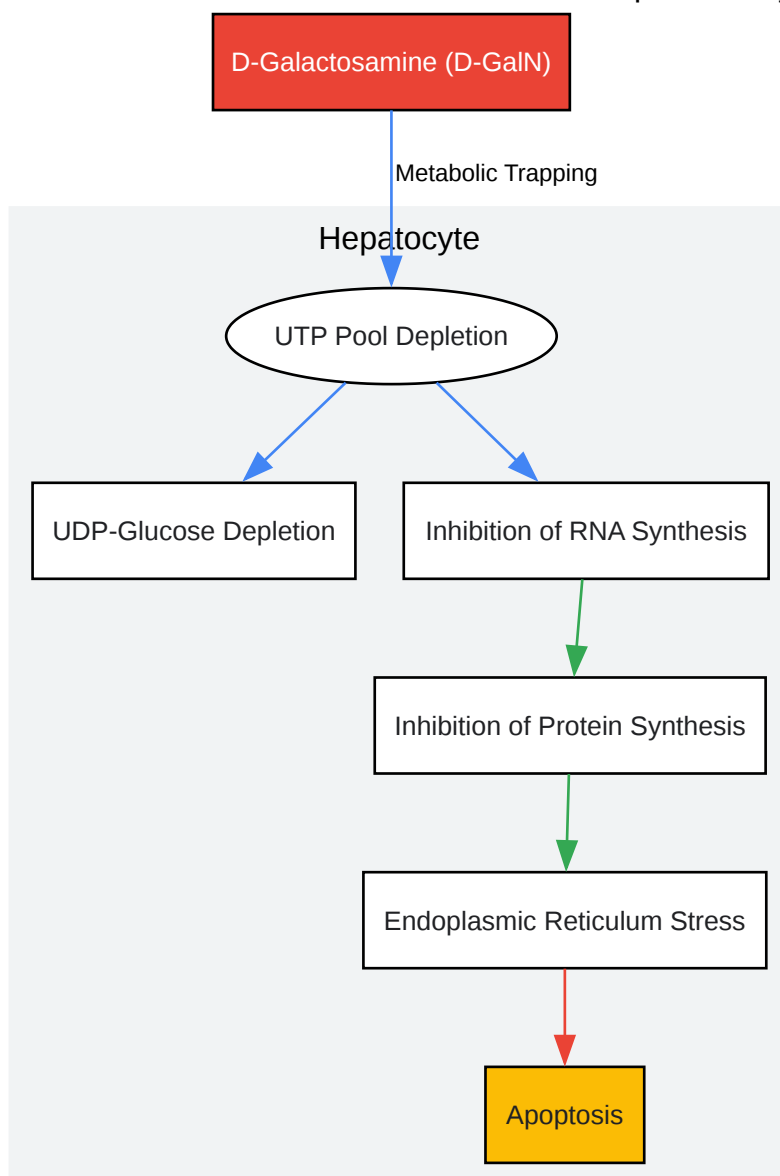 D-Galactosamine (D-GalN)
Metabolic Trapping
Hepatocyte
UTP Pool Depletion
UDP-Glucose Depletion
Inhibition of RNA Synthesis
Inhibition of Protein Synthesis
Endoplasmic Reticulum Stress
Apoptosis